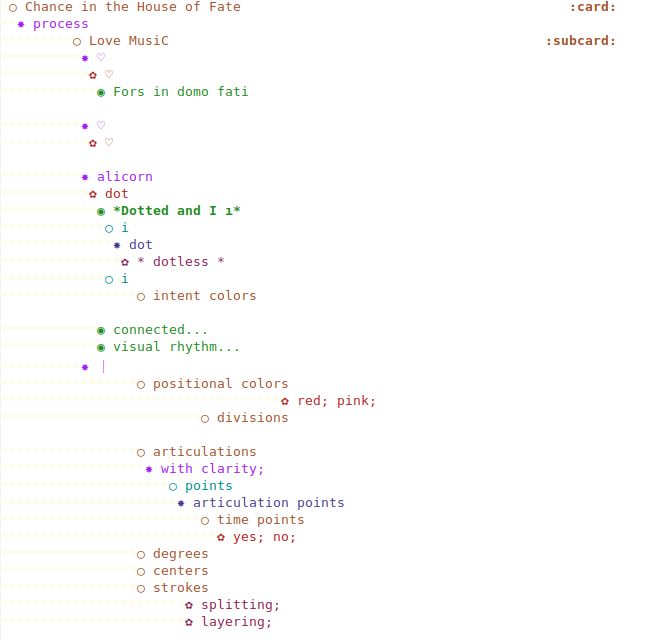 ○ Chance in the House of Fate :card:
✸ process
○ Love MusiC :subcard:
✸ ♡
✿ ♡
◉ Fors in domo fati
✸ ♡
✿ ♡
✸ alicorn
✿ dot
◉ *Dotted and I ı*
○ i
✸ dot
✿ * dotless *
○ i
○ intent colors
◉ connected...
◉ visual rhythm...
✸
○ positional colors
✿ red; pink;
○ divisions
○ articulations
✸ with clarity;
○ points
✸ articulation points
○ time points
✿ yes; no;
○ degrees
○ centers
○ strokes
✿ splitting;
✿ layering;